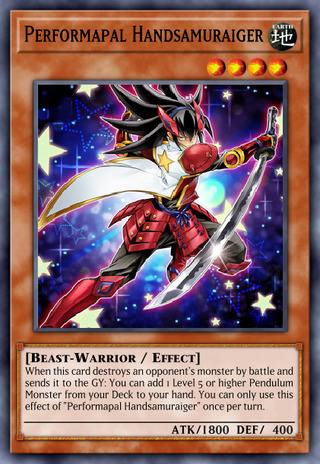 Performapal Handsamuraiger
EARTH
地
[Beast-Warrior / Effect]
When this card destroys an opponent's monster by battle and
sends it to the GY: You can add 1 Level 5 or higher Pendulum
Monster from your Deck to your hand. You can only use this
effect of "Performapal Handsamuraiger" once per turn.
ATK/1800 DEF/ 400